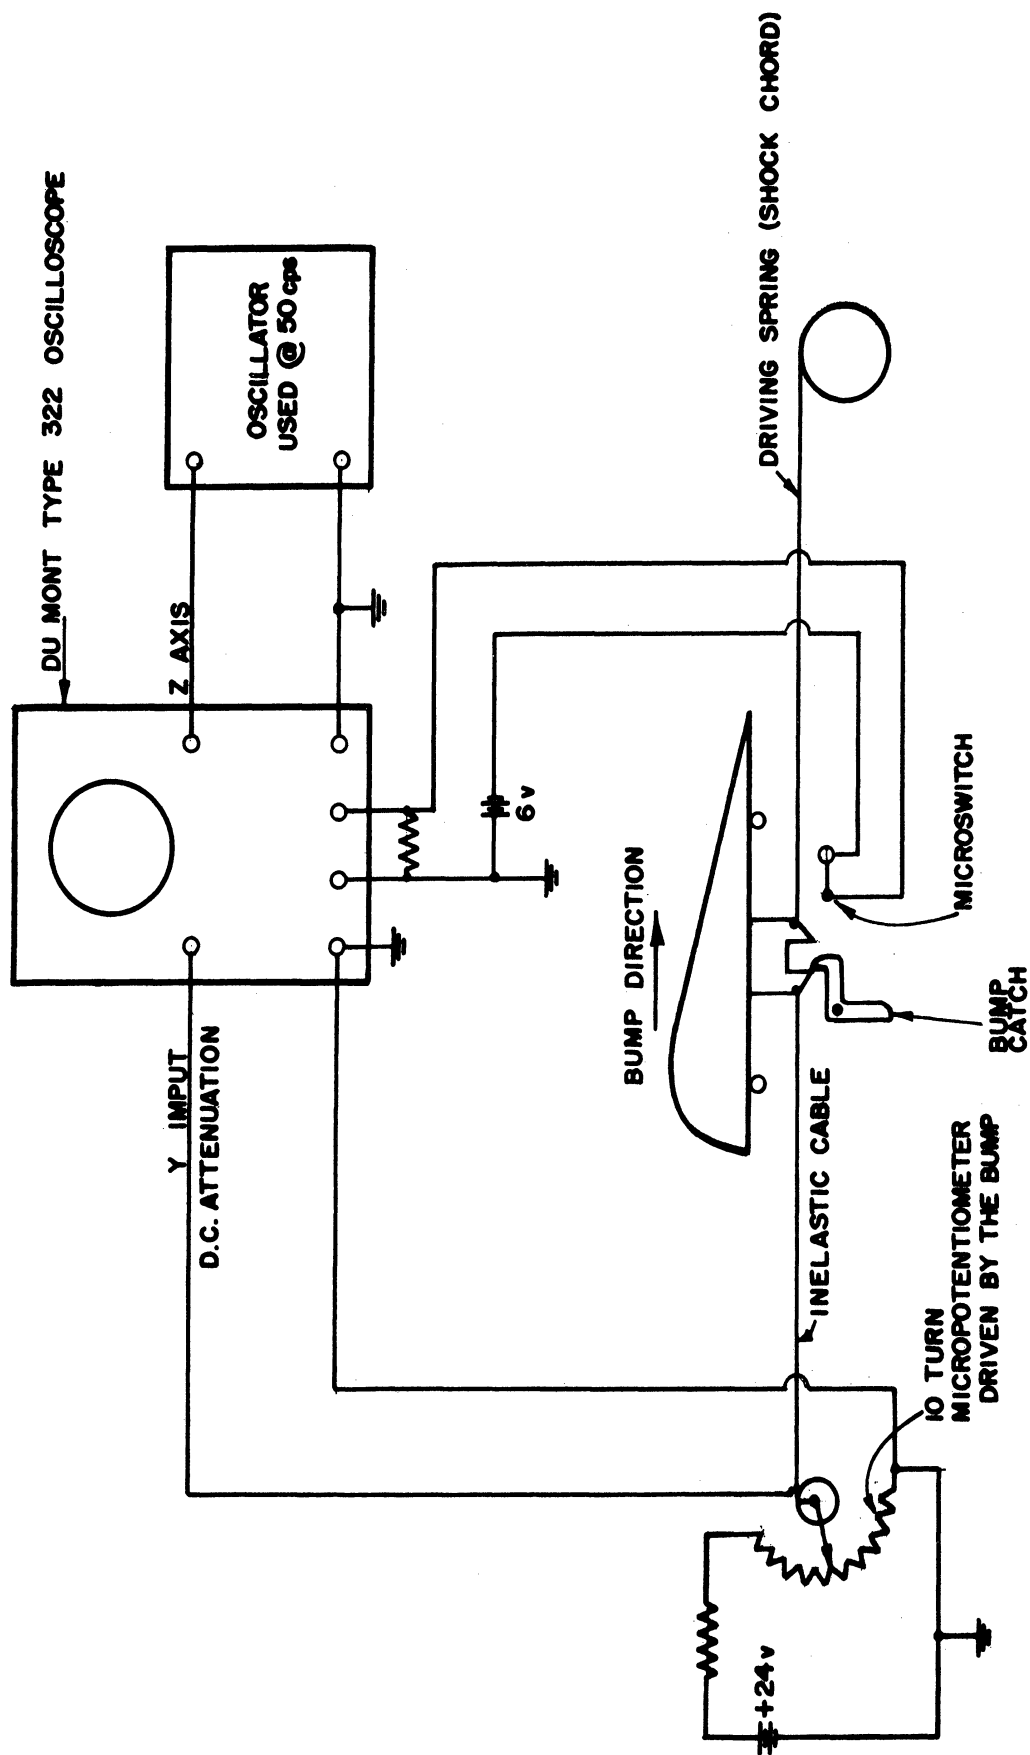 DU MONT TYPE 322 OSCILLOSCOPE
Z AXIS
OSCILLATOR
USED @ 50 cps
Y IMPUT
D.C. ATTENUATION
6 v
BUMP DIRECTION
DRIVING SPRING (SHOCK CHORD)
MICROSWITCH
BUMP
CATCH
INELASTIC CABLE
10 TURN
MICROPOTENTIOMETER
DRIVEN BY THE BUMP
+24 v